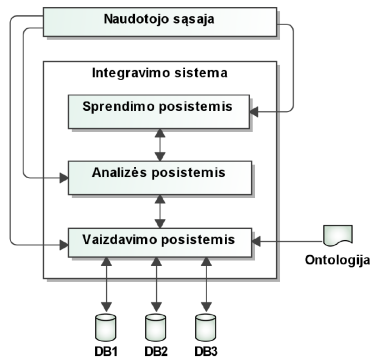 Naudotojo sąsaja
Integravimo sistema
Sprendimo posistemis
Analizės posistemis
Vaizdavimo posistemis
Ontologija
DB1
DB2
DB3